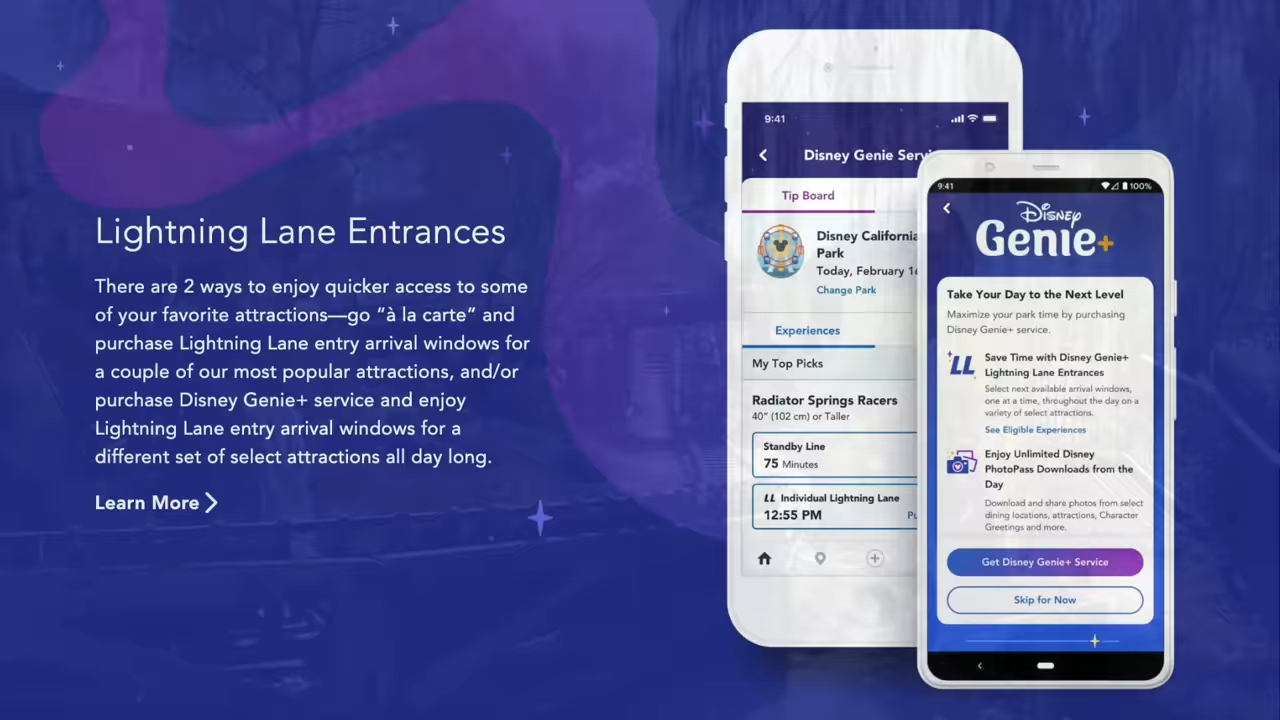 Lightning Lane Entrances
There are 2 ways to enjoy quicker access to some
of your favorite attractions—go “à la carte” and
purchase Lightning Lane entry arrival windows for
a couple of our most popular attractions, and/or
purchase Disney Genie+ service and enjoy
Lightning Lane entry arrival windows for a
different set of select attractions all day long.
Learn More
9:41
Disney Genie Serv
Tip Board
Disney California
Park
Today, February
Change Park
Experiences
My Top Picks
Radiator Springs Racers
40" (102 cm) or Taller
Standby Line
75 Minutes
LL Individual Lightning Lane
12:55 PM Pu
9:41 100%
Disney
Genie+
Take Your Day to the Next Level
Maximize your park time by purchasing
Disney Genie+ service.
LL
Save Time with Disney Genie+
Lightning Lane Entrances
Select next available arrival windows,
one at a time, throughout the day on a
variety of select attractions.
See Eligible Experiences
Enjoy Unlimited Disney
PhotoPass Downloads from the
Day
Download and share photos from select
dining locations, attractions, Character
Greetings and more.
Get Disney Genie+ Service
Skip for Now